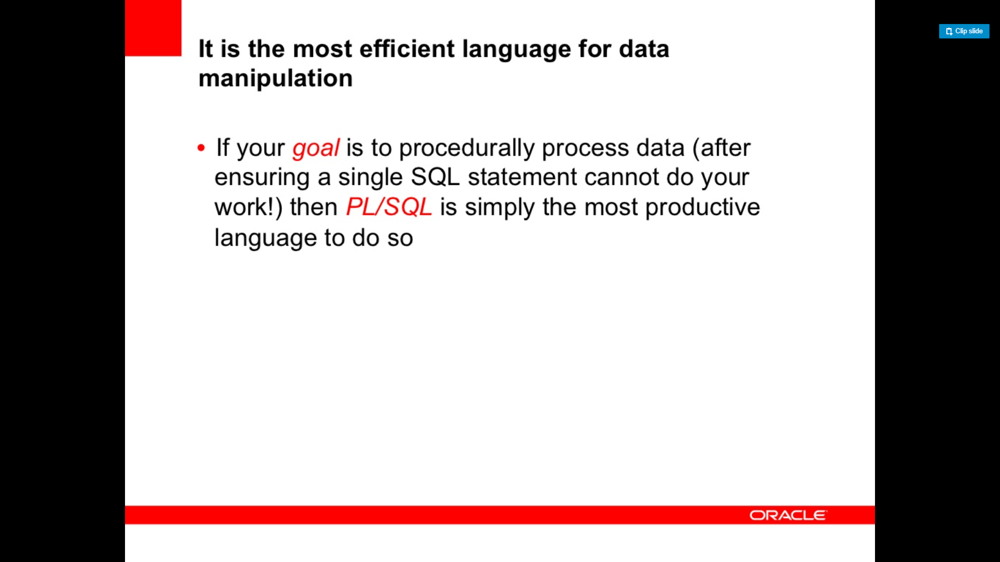 Clip slide
It is the most efficient language for data
manipulation
• If your goal is to procedurally process data (after
ensuring a single SQL statement cannot do your
work!) then PL/SQL is simply the most productive
language to do so
ORACLE